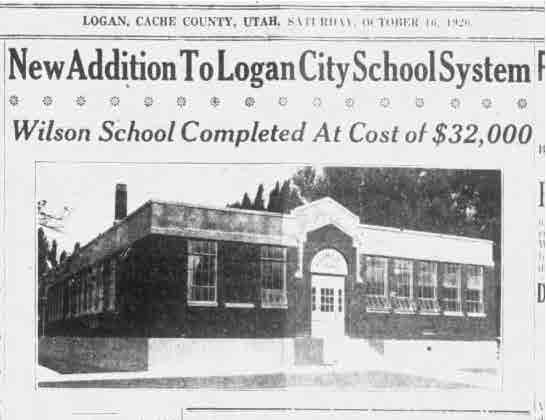 LOGAN, CACHE COUNTY, UTAH, SATURDAY, OCTOBER 16, 1926.
New Addition To Logan City School System
Wilson School Completed At Cost of $32,000